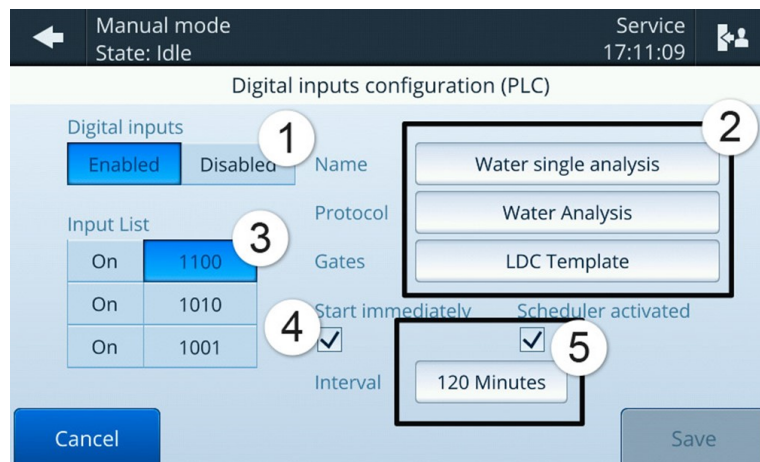 Manual mode
State: Idle
Service
17:11:09
Digital inputs configuration (PLC)
Digital inputs
1
Enabled
Disabled
2
Name
Water single analysis
Protocol
Water Analysis
Gates
LDC Template
Input List
3
On
1100
On
1010
On
1001
4
Start immediately
Scheduler activated
5
Interval
120 Minutes
Cancel
Save